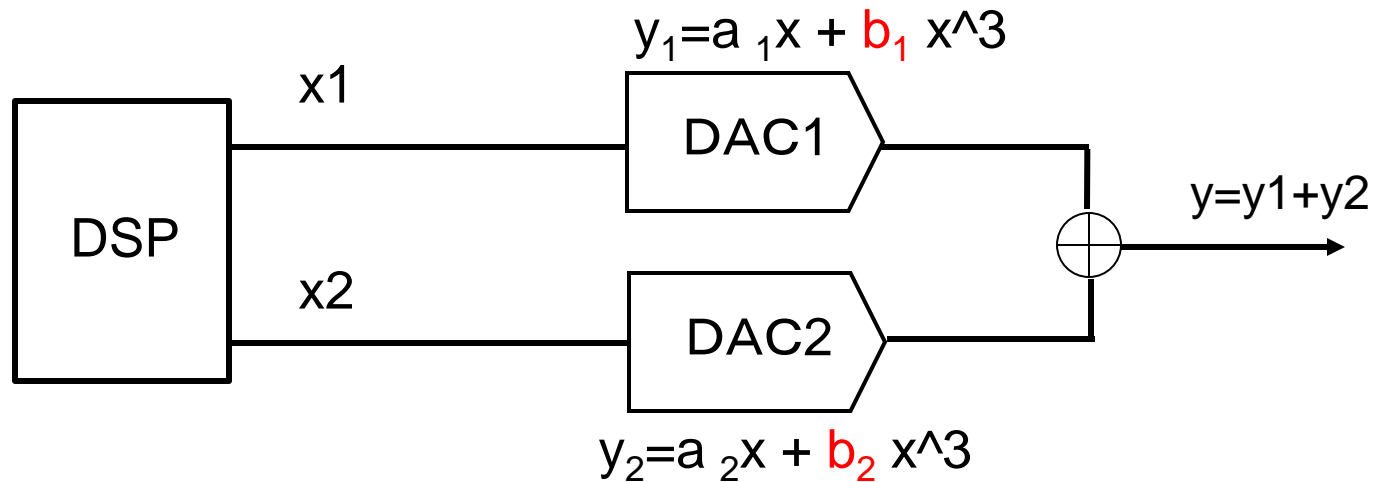 y₁=a ₁x + b₁ x^3
x1
DAC1
DSP
y=y1+y2
x2
DAC2
y₂=a ₂x + b₂ x^3